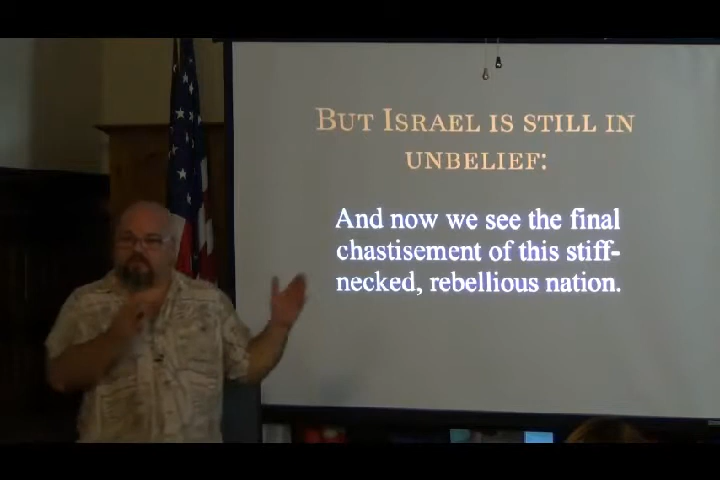 But Israel is still in
unbelief:
And now we see the final
chastisement of this stiff-
necked, rebellious nation.